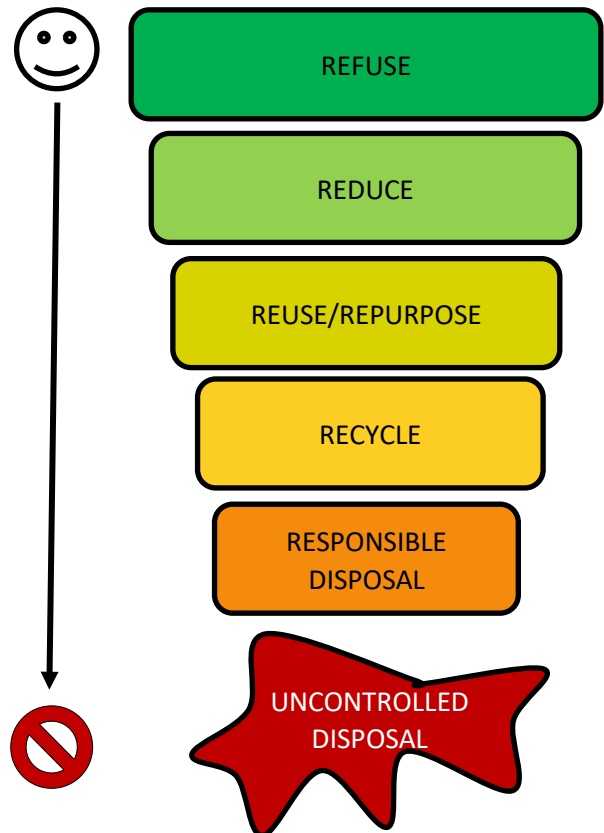 REFUSE
REDUCE
REUSE/REPURPOSE
RECYCLE
RESPONSIBLE
DISPOSAL
UNCONTROLLED
DISPOSAL